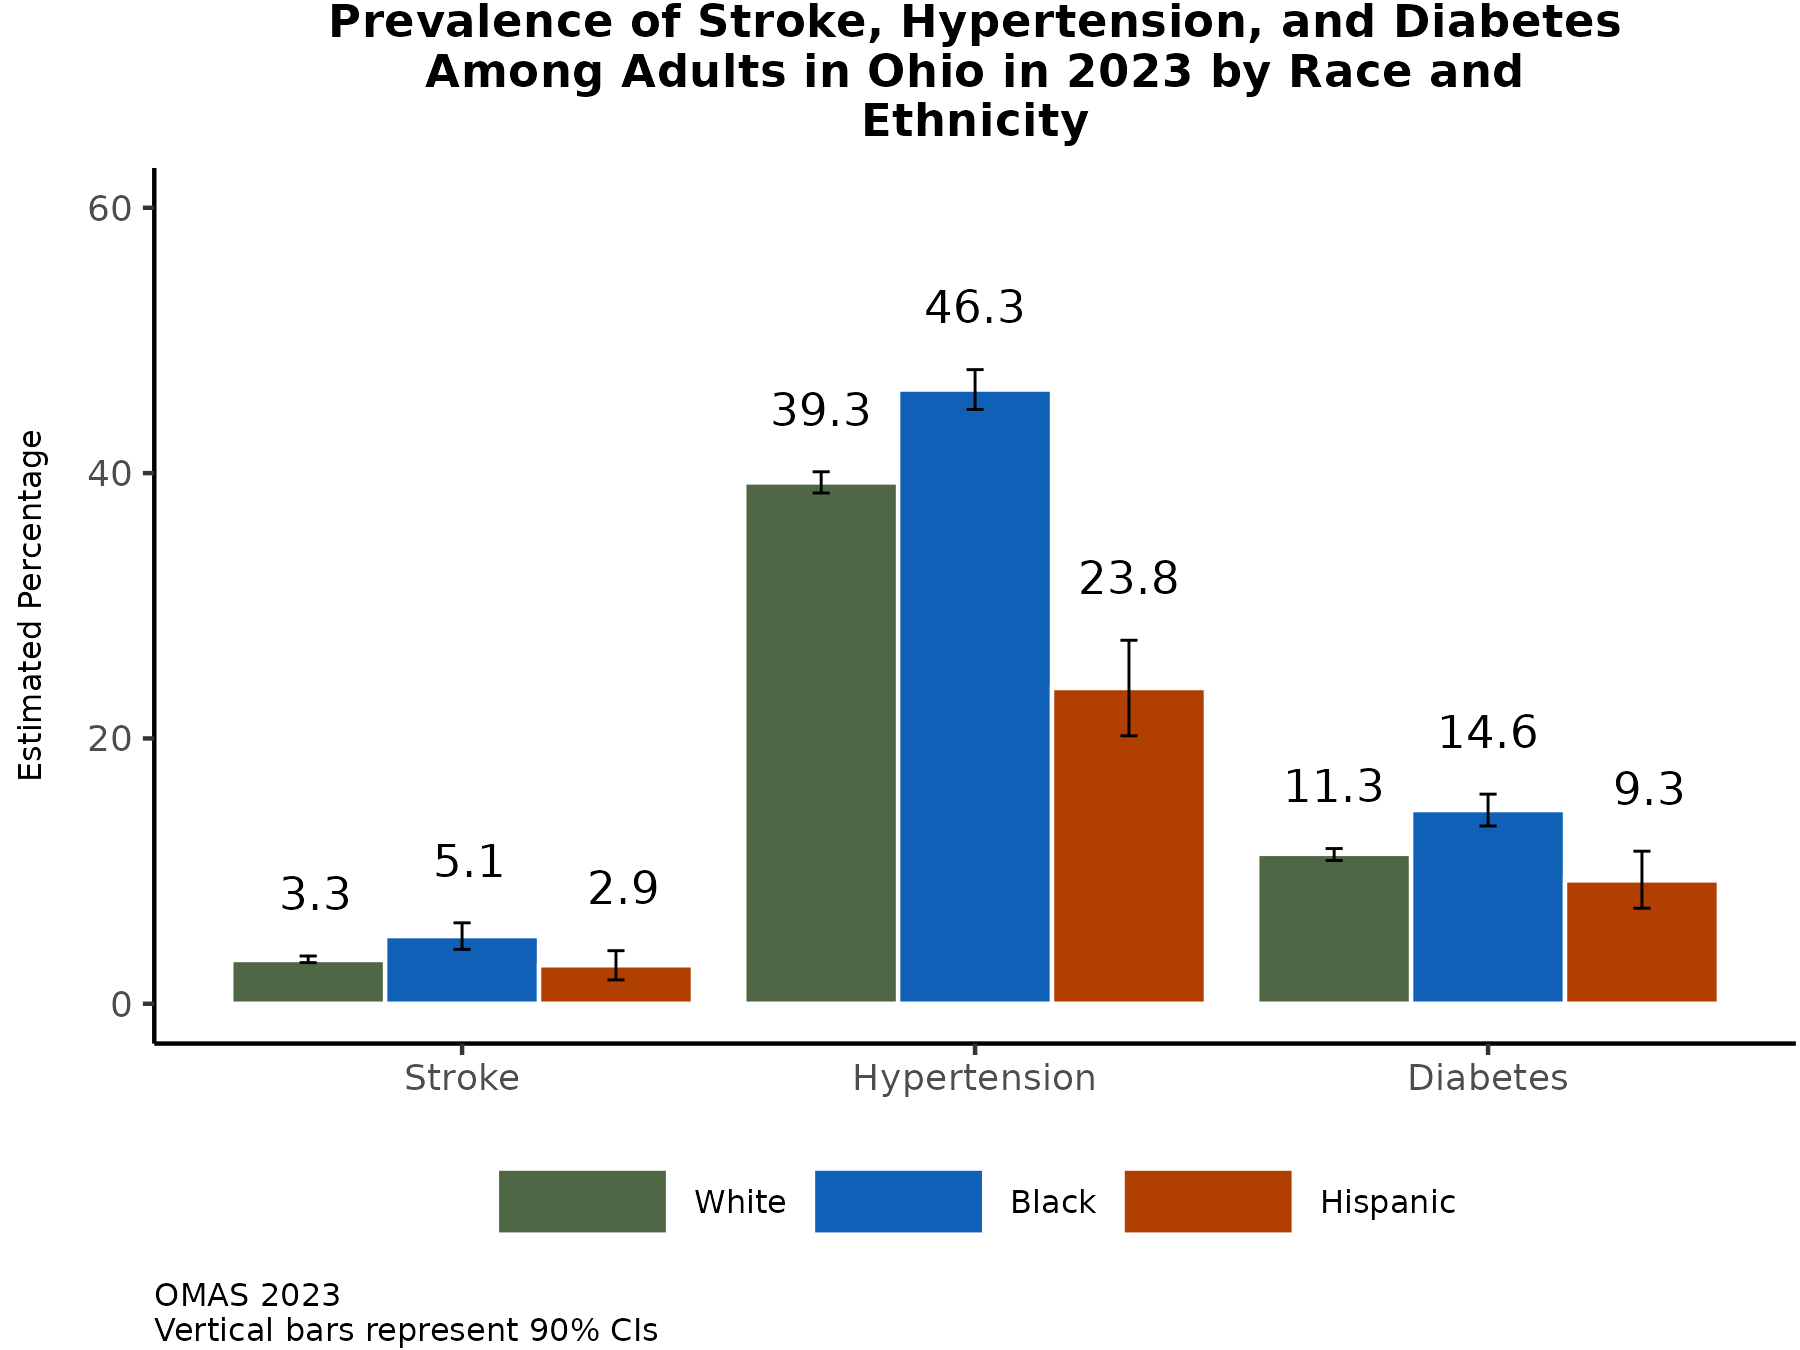 Prevalence of Stroke, Hypertension, and Diabetes
Among Adults in Ohio in 2023 by Race and
Ethnicity
Estimated Percentage
60
40
20
0
3.3
5.1
2.9
39.3
46.3
23.8
11.3
14.6
9.3
Stroke
Hypertension
Diabetes
White
Black
Hispanic
OMAS 2023
Vertical bars represent 90% CIs